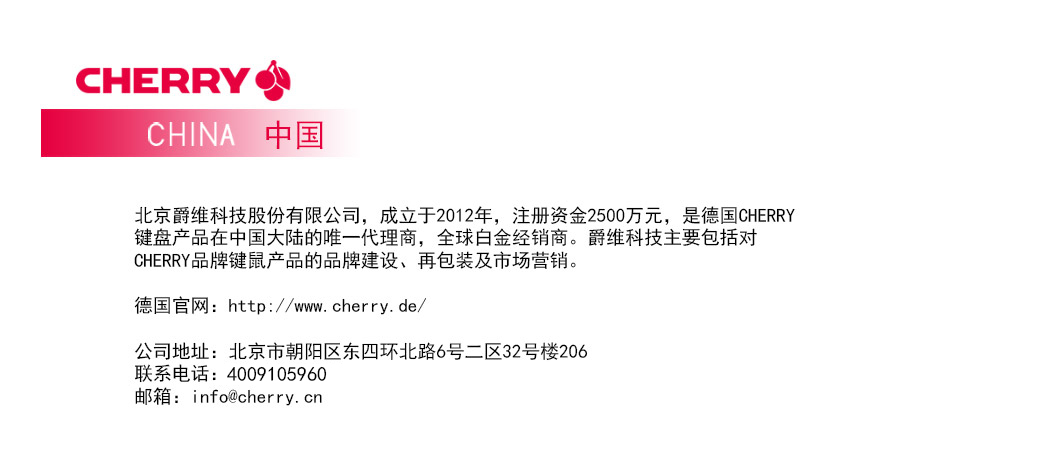 CHERRY
CHINA 中国
北京爵维科技股份有限公司，成立于2012年，注册资金2500万元，是德国CHERRY
键盘产品在中国大陆的唯一代理商，全球白金经销商。爵维科技主要包括对
CHERRY品牌键鼠产品的品牌建设、再包装及市场营销。
德国官网：http://www.cherry.de/
公司地址：北京市朝阳区东四环北路6号二区32号楼206
联系电话：4009105960
邮箱：info@cherry.cn